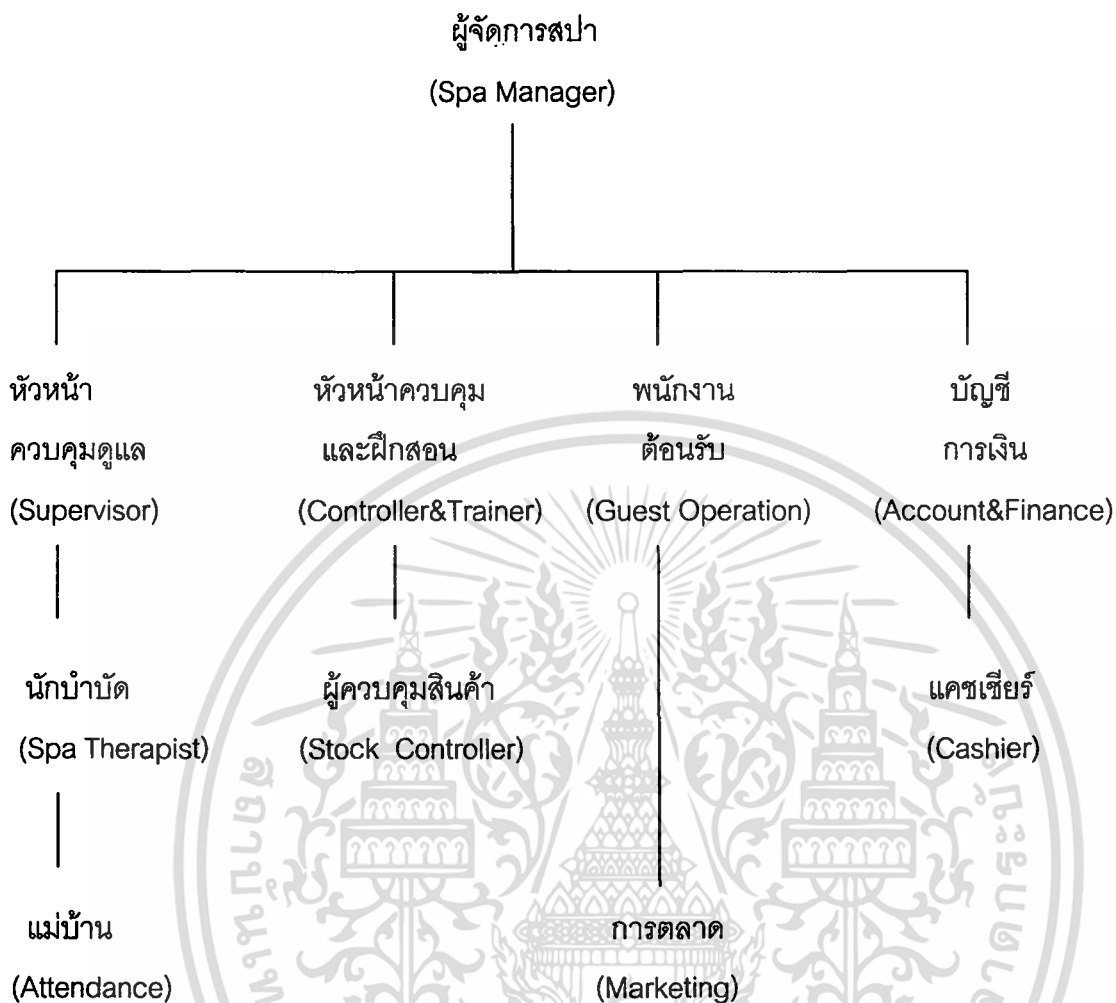 ผู้จัดการสปา
(Spa Manager)
หัวหน้า
ควบคุมดูแล
(Supervisor)
หัวหน้าควบคุม
และฝึกสอน
(Controller&Trainer)
พนักงาน
ต้อนรับ
(Guest Operation)
บัญชี
การเงิน
(Account&Finance)
นักบำบัด
(Spa Therapist)
ผู้ควบคุมสินค้า
(Stock Controller)
แคชเชียร์
(Cashier)
แม่บ้าน
(Attendance)
การตลาด
(Marketing)